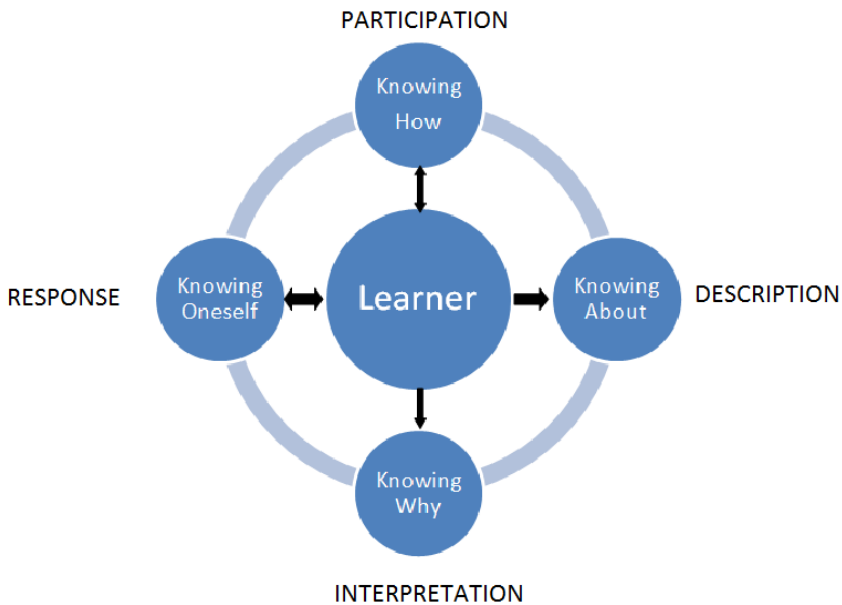 PARTICIPATION
Knowing
How
RESPONSE
Knowing
Oneself
Learner
Knowing
About
DESCRIPTION
Knowing
Why
INTERPRETATION